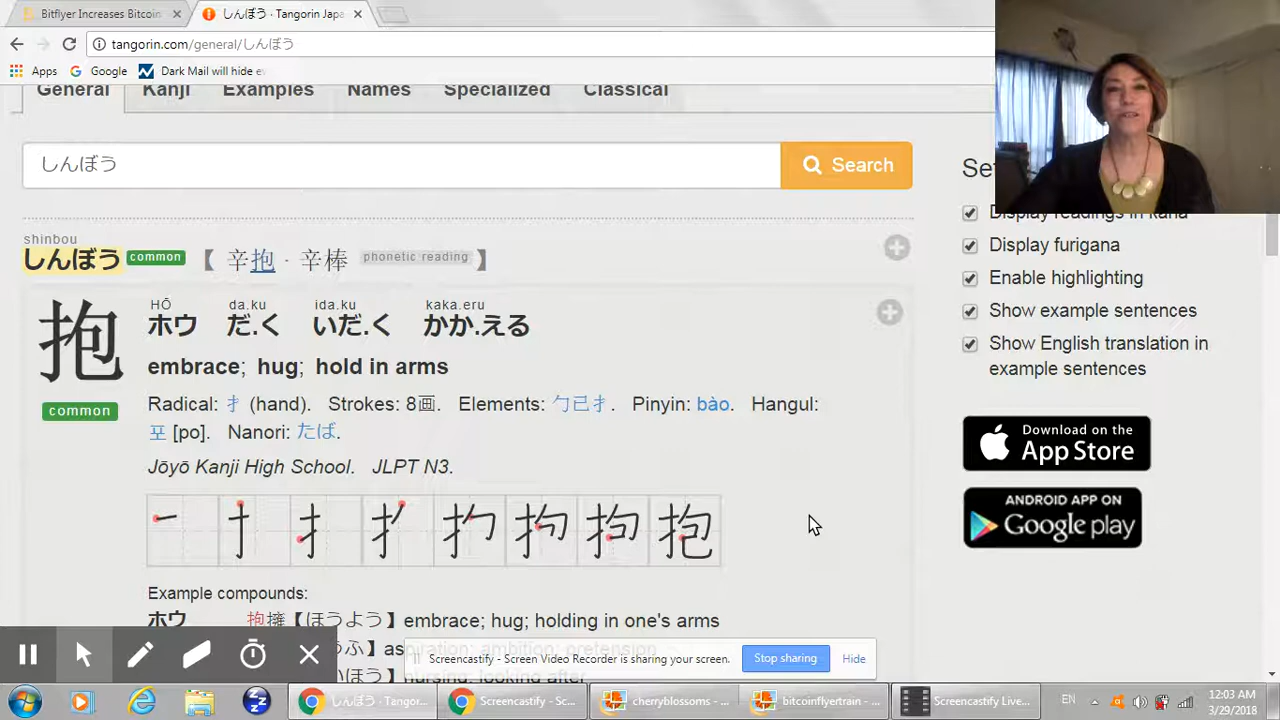 Bitflyer Increases Bitcoin
しんぼう · Tangorin Japa
tangorin.com/general/しんぼう
Apps Google Dark Mail will hide e
General Kanji Examples Names Specialized Classical
しんぼう Search
shinbou
しんぼう common 【 辛抱 · 辛棒 phonetic reading 】
HŌ da.ku ida.ku kaka.eru
抱 ホウ だ.く いだ.く かか.える
embrace; hug; hold in arms
common
Radical: 扌 (hand). Strokes: 8画. Elements: 勹己扌. Pinyin: bào. Hangul:
포 [po]. Nanori: たば.
Jōyō Kanji High School. JLPT N3.
Example compounds:
ホウ 抱擁【ほうよう】embrace; hug; holding in one's arms
aspiration; ambition; pretension
nursing; looking after
Display readings in kana
Display furigana
Enable highlighting
Show example sentences
Show English translation in
example sentences
Download on the
App Store
ANDROID APP ON
Google play
Screencastify - Screen Video Recorder is sharing your screen. Stop sharing Hide
しんぼう · Tangor... Screencastify - Sc... cherryblossoms - ... bitcoinflyertrain - ... Screencastify Live... EN 12:03 AM
3/29/2018